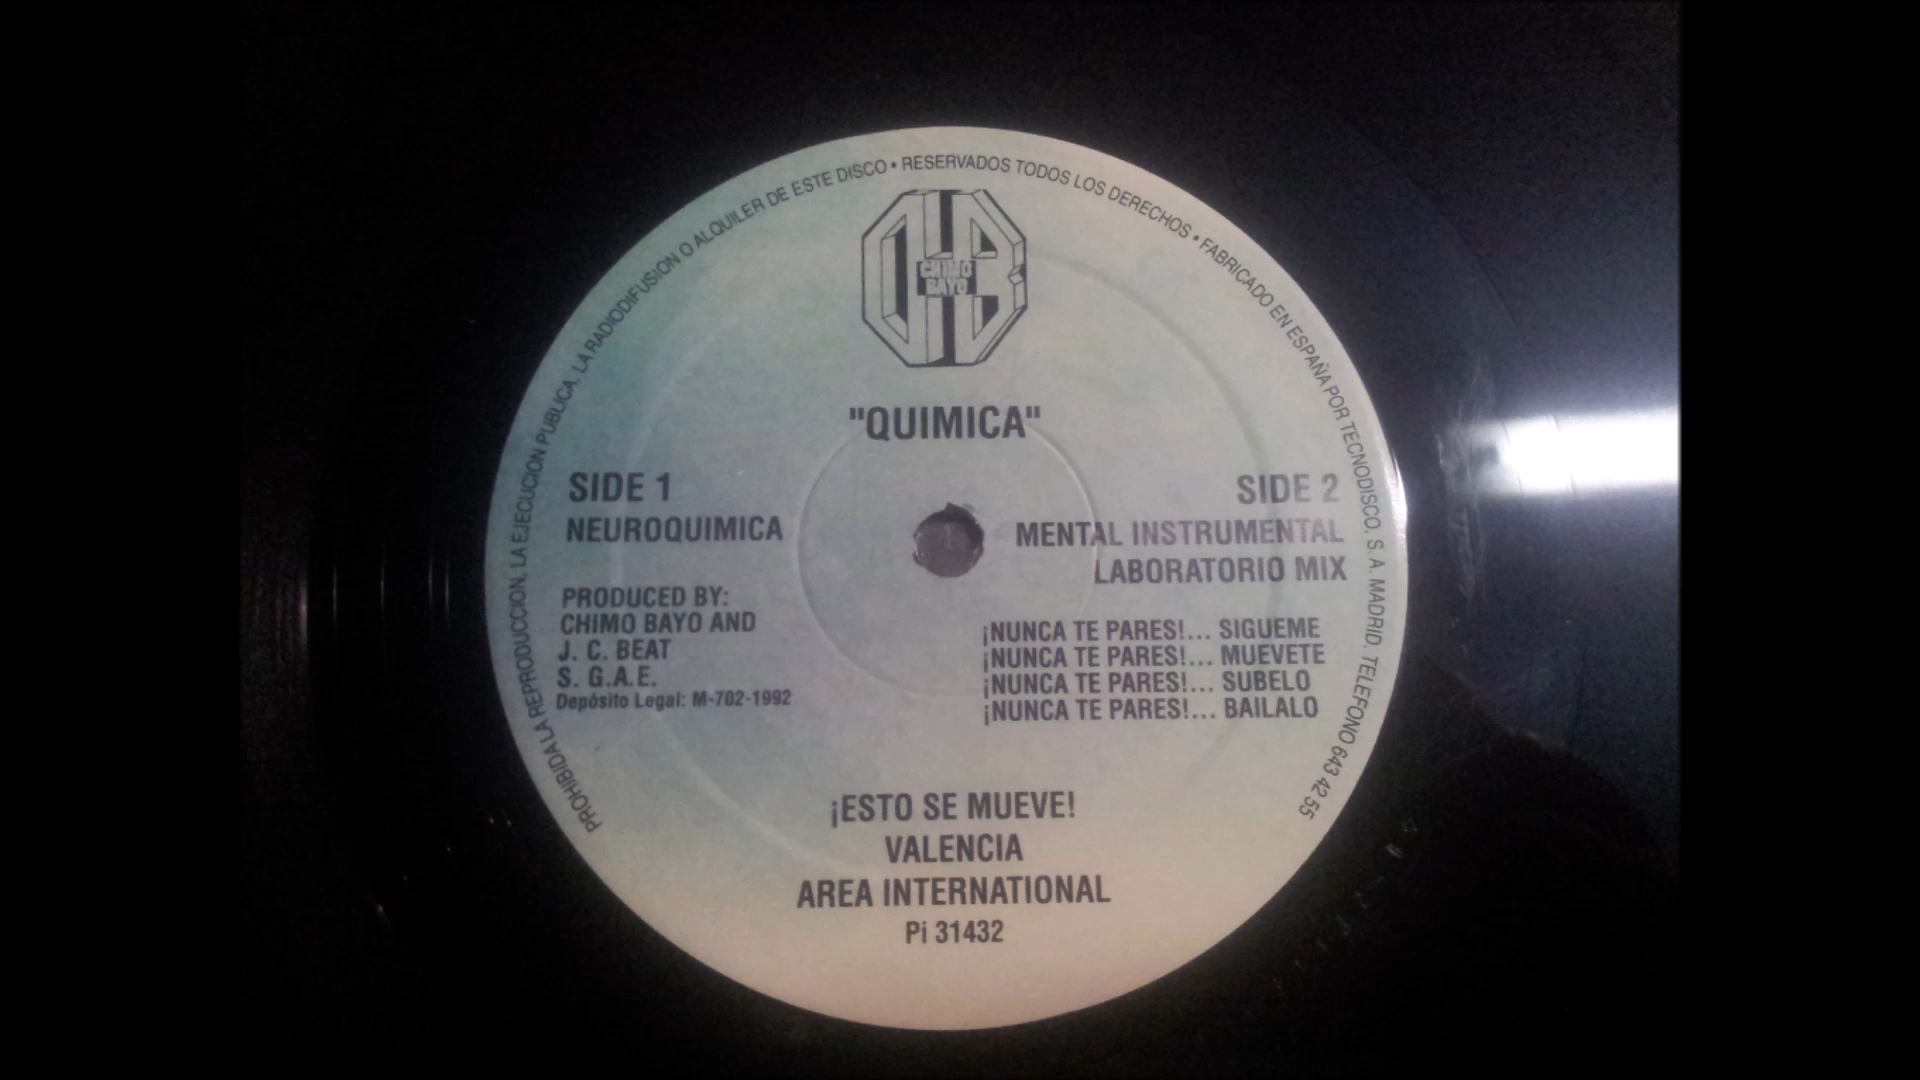 PROHIBIDA LA REPRODUCCION, LA EJECUCION PUBLICA, LA RADIODIFUSION O ALQUILER DE ESTE DISCO • RESERVADOS TODOS LOS DERECHOS • FABRICADO EN ESPAÑA POR TECNODISCO, S. A. MADRID. TELEFONO 643 42 55
CHB
CHIMO
BAYO
"QUIMICA"
SIDE 1
NEUROQUIMICA
PRODUCED BY:
CHIMO BAYO AND
J. C. BEAT
S. G.A.E.
Depósito Legal: M-702-1992
SIDE 2
MENTAL INSTRUMENTAL
LABORATORIO MIX
¡NUNCA TE PARES!... SIGUEME
¡NUNCA TE PARES!... MUEVETE
¡NUNCA TE PARES!... SUBELO
¡NUNCA TE PARES!... BAILALO
¡ESTO SE MUEVE!
VALENCIA
AREA INTERNATIONAL
Pi 31432